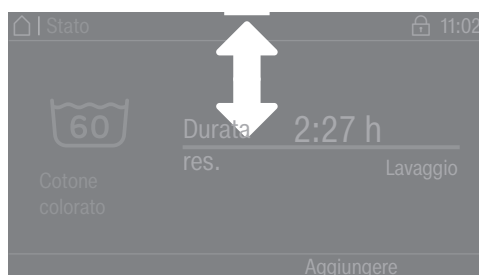 | Stato
11:02
60
Durata 2:27 h
res.
Lavaggio
Cotone
colorato
Aggiungere